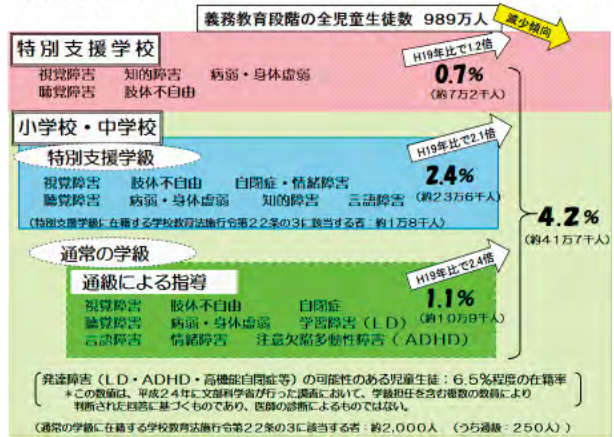 義務教育段階の全児童生徒数 989万人
減少傾向
特別支援学校
視覚障害 知的障害 病弱・身体虚弱
聴覚障害 肢体不自由
H19年比で1.2倍
0.7%
(約7万2千人)
小学校・中学校
特別支援学級
視覚障害 肢体不自由 自閉症・情緒障害
聴覚障害 病弱・身体虚弱 知的障害 言語障害
(特別支援学級に在籍する学校教育法施行令第22条の3に該当する者:約1万8千人)
H19年比で2.1倍
2.4%
(約23万6千人)
4.2%
(約41万7千人)
通常の学級
通級による指導
視覚障害 肢体不自由 自閉症
聴覚障害 病弱・身体虚弱 学習障害(LD)
言語障害 情緒障害 注意欠陥多動性障害(ADHD)
H19年比で2.4倍
1.1%
(約10万9千人)
発達障害(LD・ADHD・高機能自閉症等)の可能性のある児童生徒:6.5%程度の在籍率
*この数値は、平成24年に文部科学省が行った調査において、学級担任を含む複数の教員により
判断された回答に基づくものであり、医師の診断によるものではない。
(通常の学級に在籍する学校教育法施行令第22条の3に該当する者:約2,000人(うち通級:250人))